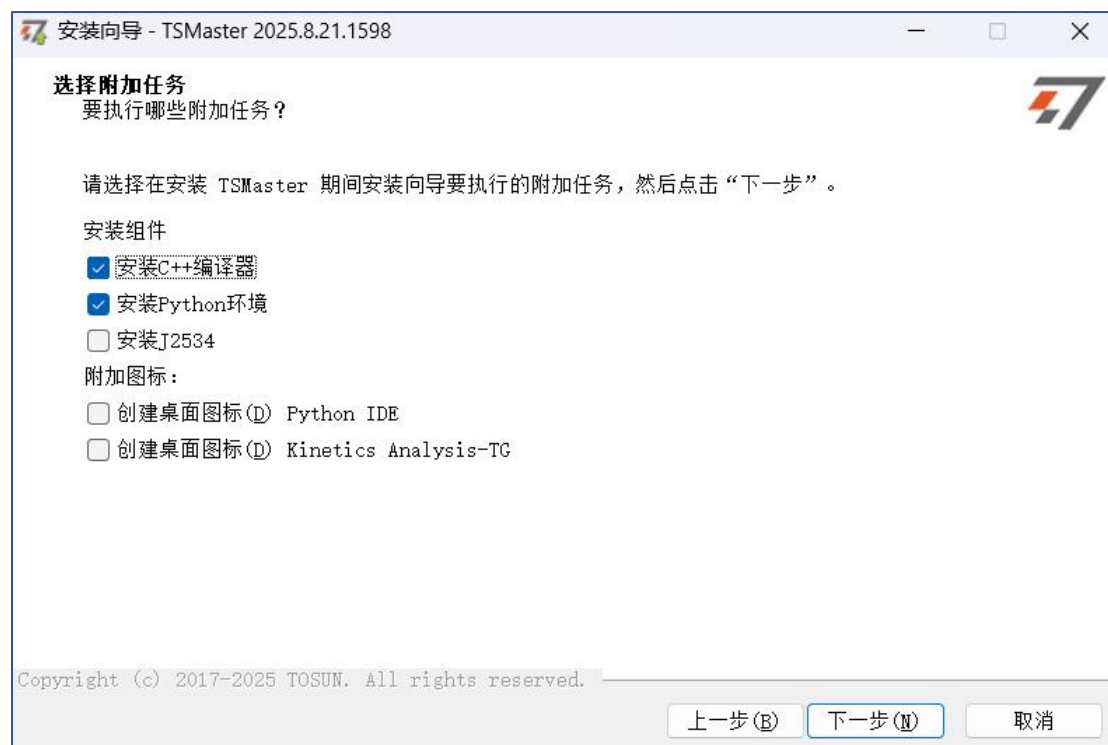 安装向导 - TSMaster 2025.8.21.1598
选择附加任务
要执行哪些附加任务？
请选择在安装 TSMaster 期间安装向导要执行的附加任务，然后点击“下一步”。
安装组件
安装C++编译器
安装Python环境
安装J2534
附加图标：
创建桌面图标(D) Python IDE
创建桌面图标(D) Kinetics Analysis-TG
Copyright (c) 2017-2025 TOSUN. All rights reserved.
上一步(B) 下一步(N) 取消